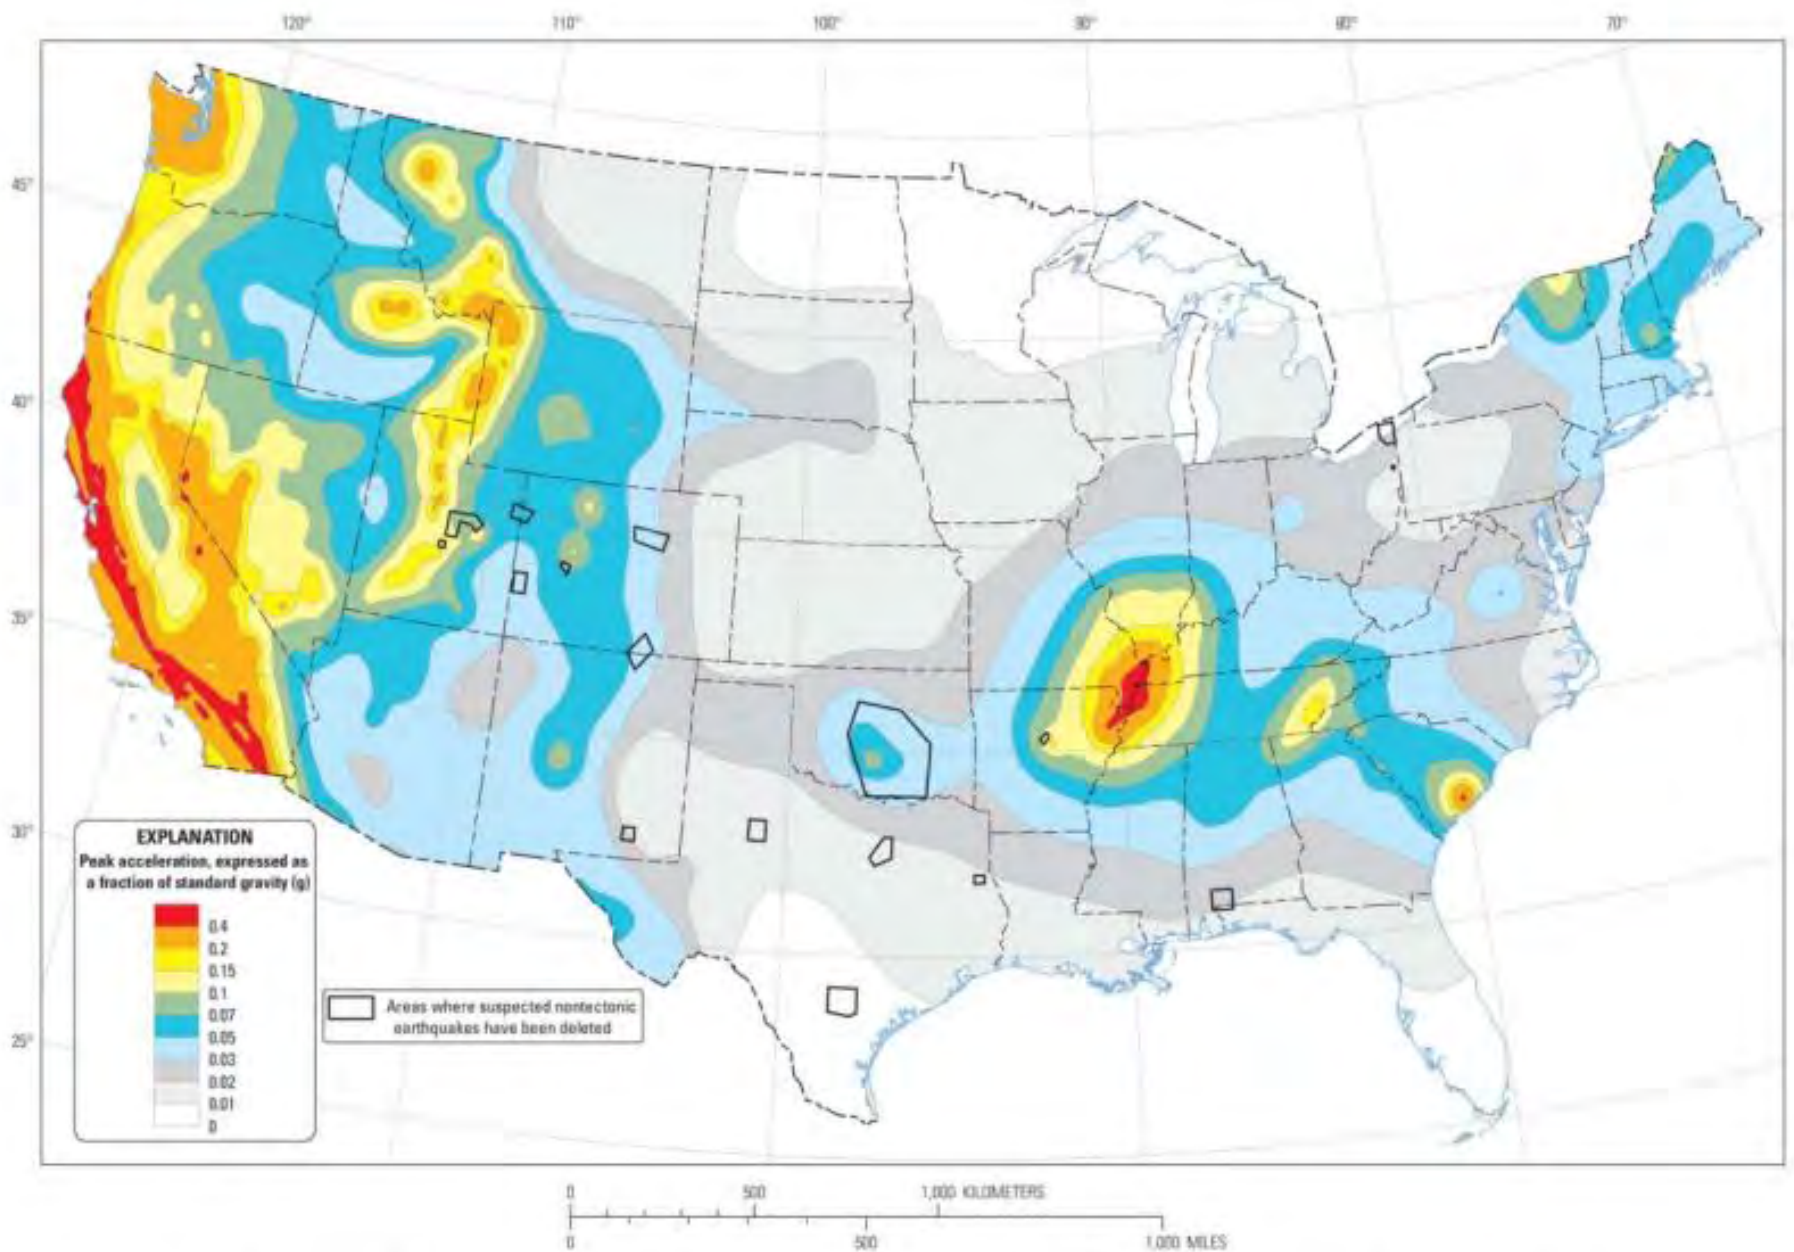 120° 110° 100° 90° 80° 70°
45°
40°
35°
30°
25°
EXPLANATION
Peak acceleration, expressed as
a fraction of standard gravity (g)
0.4
0.2
0.15
0.1
0.07
0.05
0.03
0.02
0.01
0
Areas where suspected nontectonic
earthquakes have been deleted
0 500 1,000 KILOMETERS
0 500 1,000 MILES